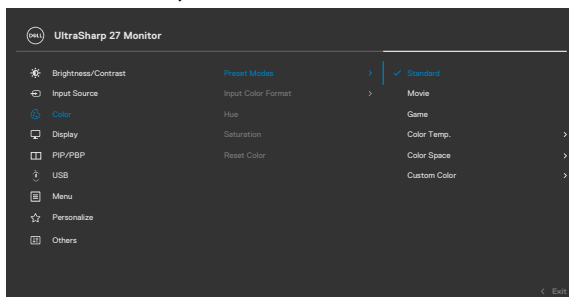 DELL UltraSharp 27 Monitor
Brightness/Contrast Preset Modes > ✓ Standard
Input Source Input Color Format > Movie
Color Hue Game
Display Saturation Color Temp. >
PIP/PBP Reset Color Color Space >
USB Custom Color >
Menu
Personalize
Others
< Exit